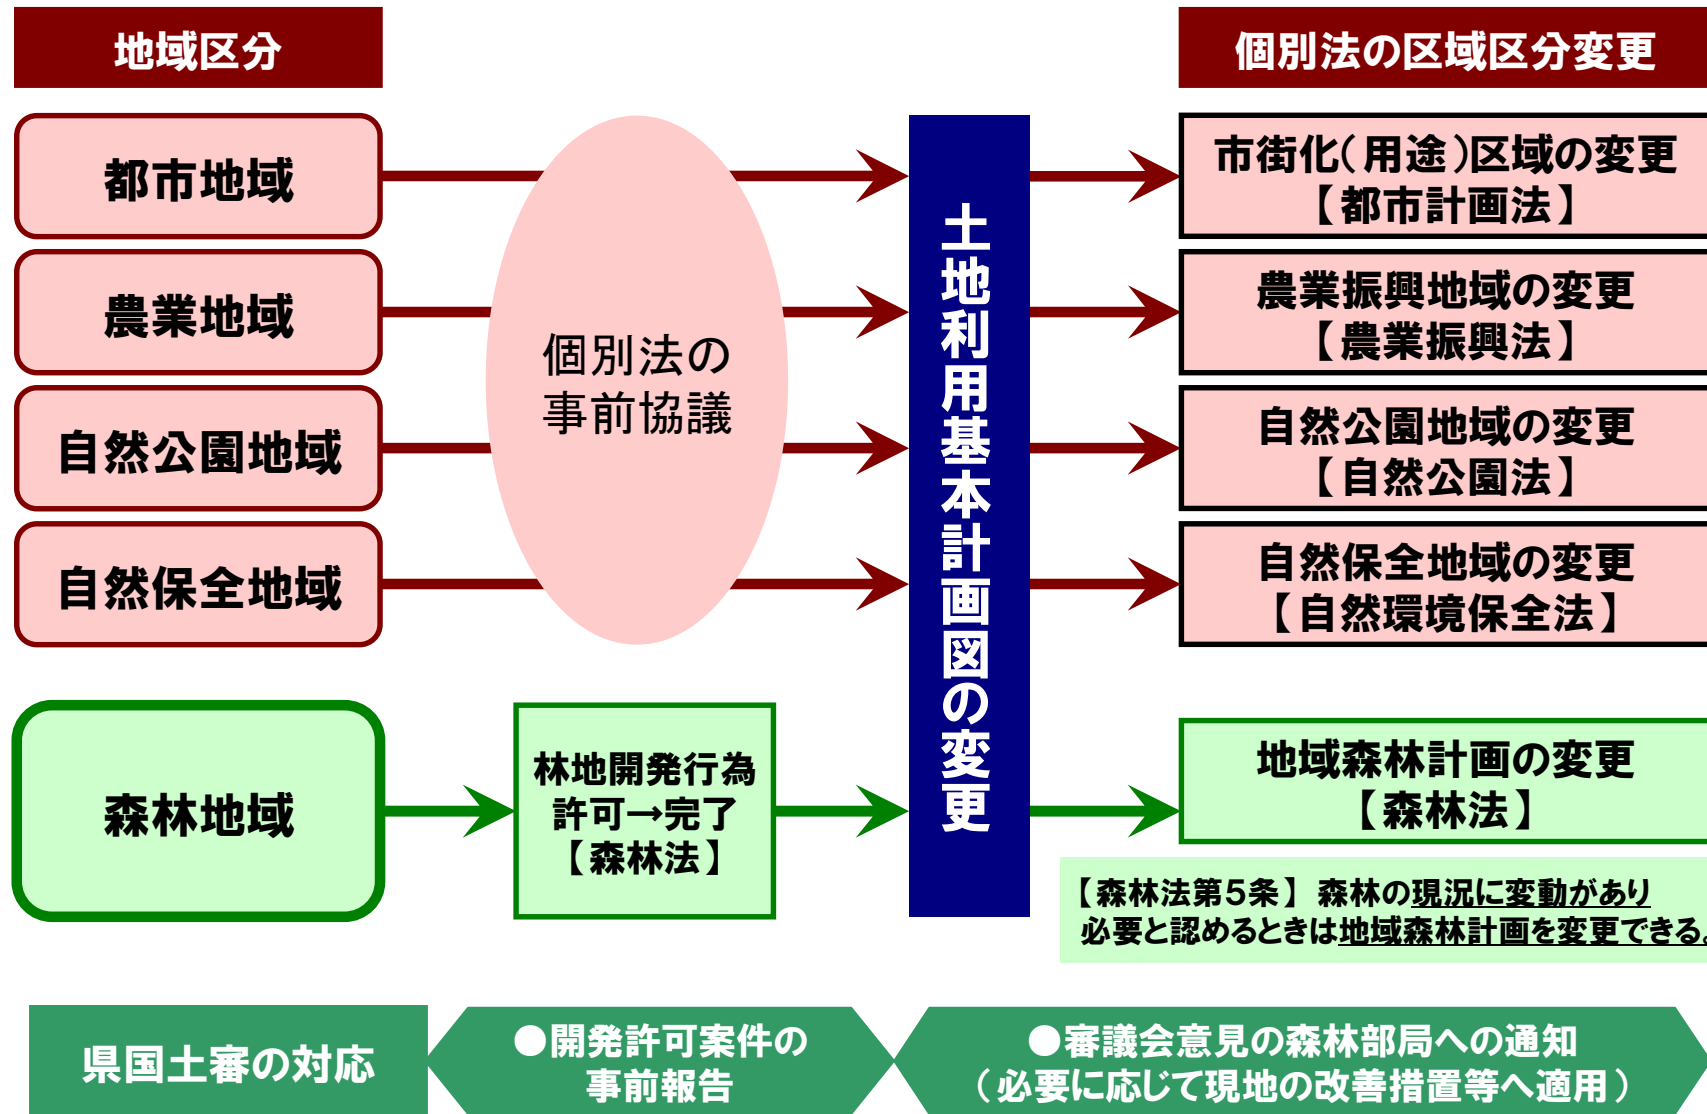 地域区分
個別法の区域区分変更
都市地域
農業地域
自然公園地域
自然保全地域
森林地域
個別法の
事前協議
林地開発行為
許可→完了
【森林法】
土地利用基本計画図の変更
市街化(用途)区域の変更
【都市計画法】
農業振興地域の変更
【農業振興法】
自然公園地域の変更
【自然公園法】
自然保全地域の変更
【自然環境保全法】
地域森林計画の変更
【森林法】
【森林法第5条】 森林の現況に変動があり
必要と認めるときは地域森林計画を変更できる。
県国土審の対応
●開発許可案件の
事前報告
●審議会意見の森林部局への通知
(必要に応じて現地の改善措置等へ適用)